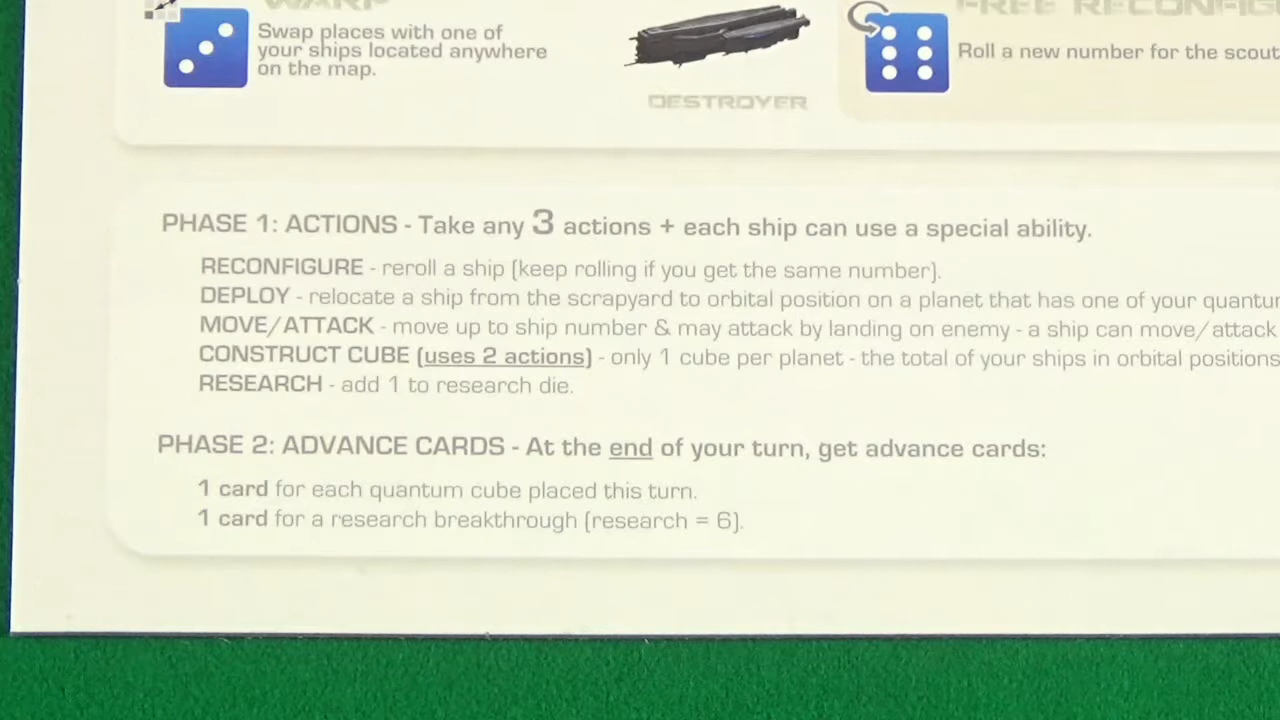 WARP
Swap places with one of
your ships located anywhere
on the map.
DESTROYER
FREE RECONFIGU
Roll a new number for the scout
PHASE 1: ACTIONS - Take any 3 actions + each ship can use a special ability.
RECONFIGURE - reroll a ship (keep rolling if you get the same number).
DEPLOY - relocate a ship from the scrapyard to orbital position on a planet that has one of your quantum
MOVE/ATTACK - move up to ship number & may attack by landing on enemy - a ship can move/attack
CONSTRUCT CUBE (uses 2 actions) - only 1 cube per planet - the total of your ships in orbital positions
RESEARCH - add 1 to research die.
PHASE 2: ADVANCE CARDS - At the end of your turn, get advance cards:
1 card for each quantum cube placed this turn.
1 card for a research breakthrough (research = 6).